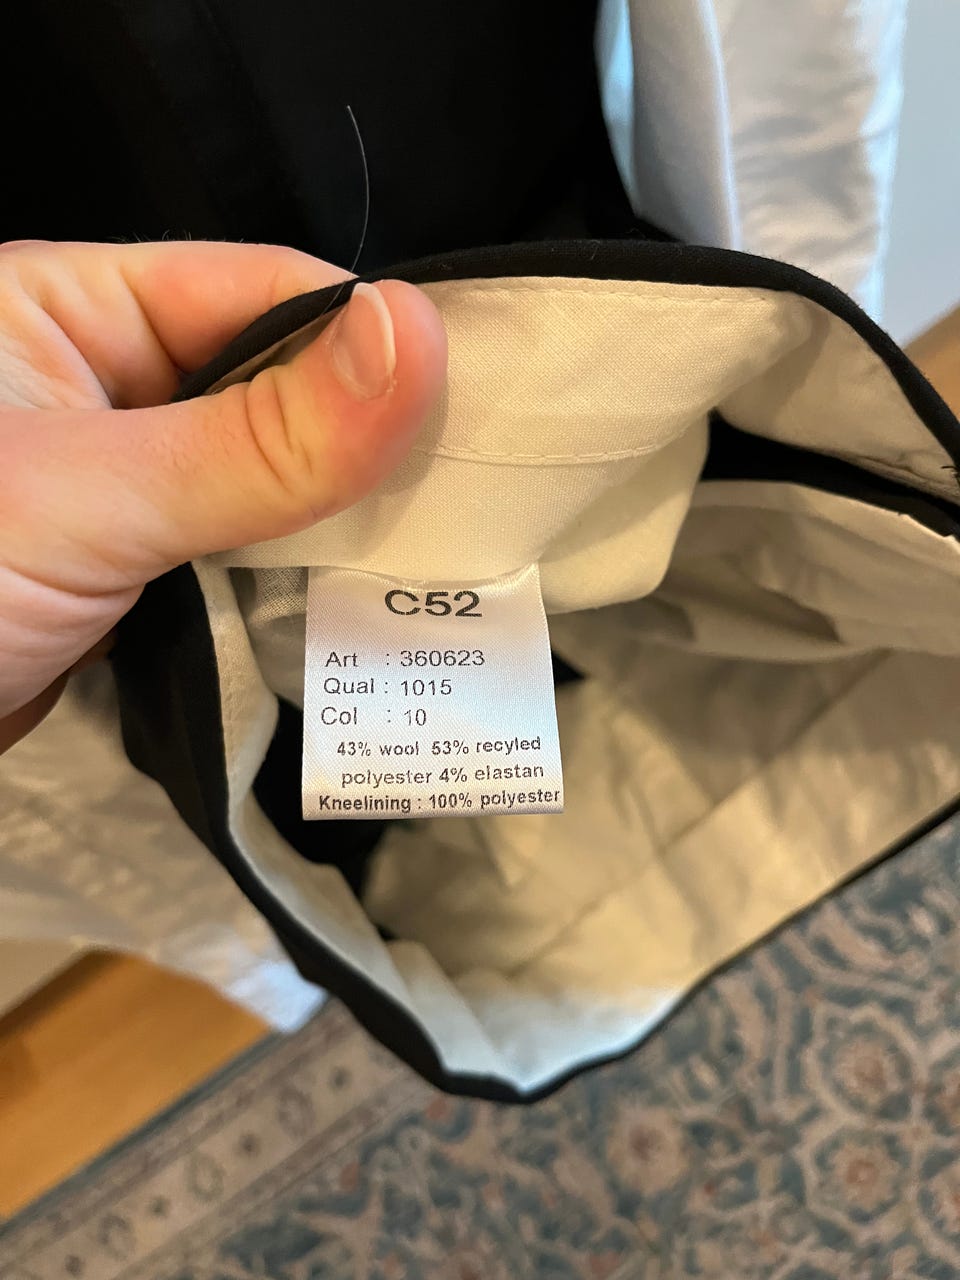 C52
Art : 360623
Qual : 1015
Col : 10
43% wool 53% recyled
polyester 4% elastan
Kneelining : 100% polyester